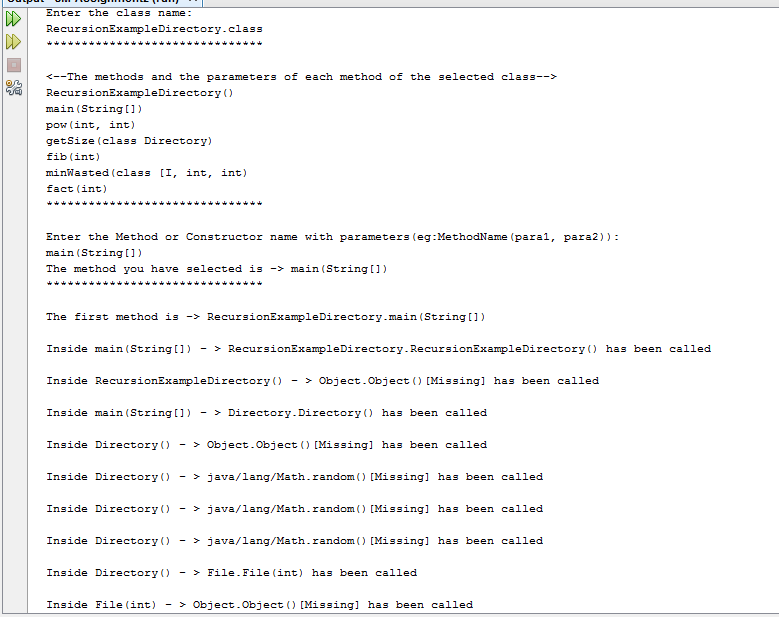 Enter the class name:
RecursionExampleDirectory.class
*******************************
<--The methods and the parameters of each method of the selected class-->
RecursionExampleDirectory()
main(String[])
pow(int, int)
getSize(class Directory)
fib(int)
minWasted(class [I, int, int)
fact(int)
*******************************
Enter the Method or Constructor name with parameters(eg:MethodName(para1, para2)):
main(String[])
The method you have selected is -> main(String[])
*******************************
The first method is -> RecursionExampleDirectory.main(String[])
Inside main(String[]) - > RecursionExampleDirectory.RecursionExampleDirectory() has been called
Inside RecursionExampleDirectory() - > Object.Object()[Missing] has been called
Inside main(String[]) - > Directory.Directory() has been called
Inside Directory() - > Object.Object()[Missing] has been called
Inside Directory() - > java/lang/Math.random()[Missing] has been called
Inside Directory() - > java/lang/Math.random()[Missing] has been called
Inside Directory() - > java/lang/Math.random()[Missing] has been called
Inside Directory() - > File.File(int) has been called
Inside File(int) - > Object.Object()[Missing] has been called